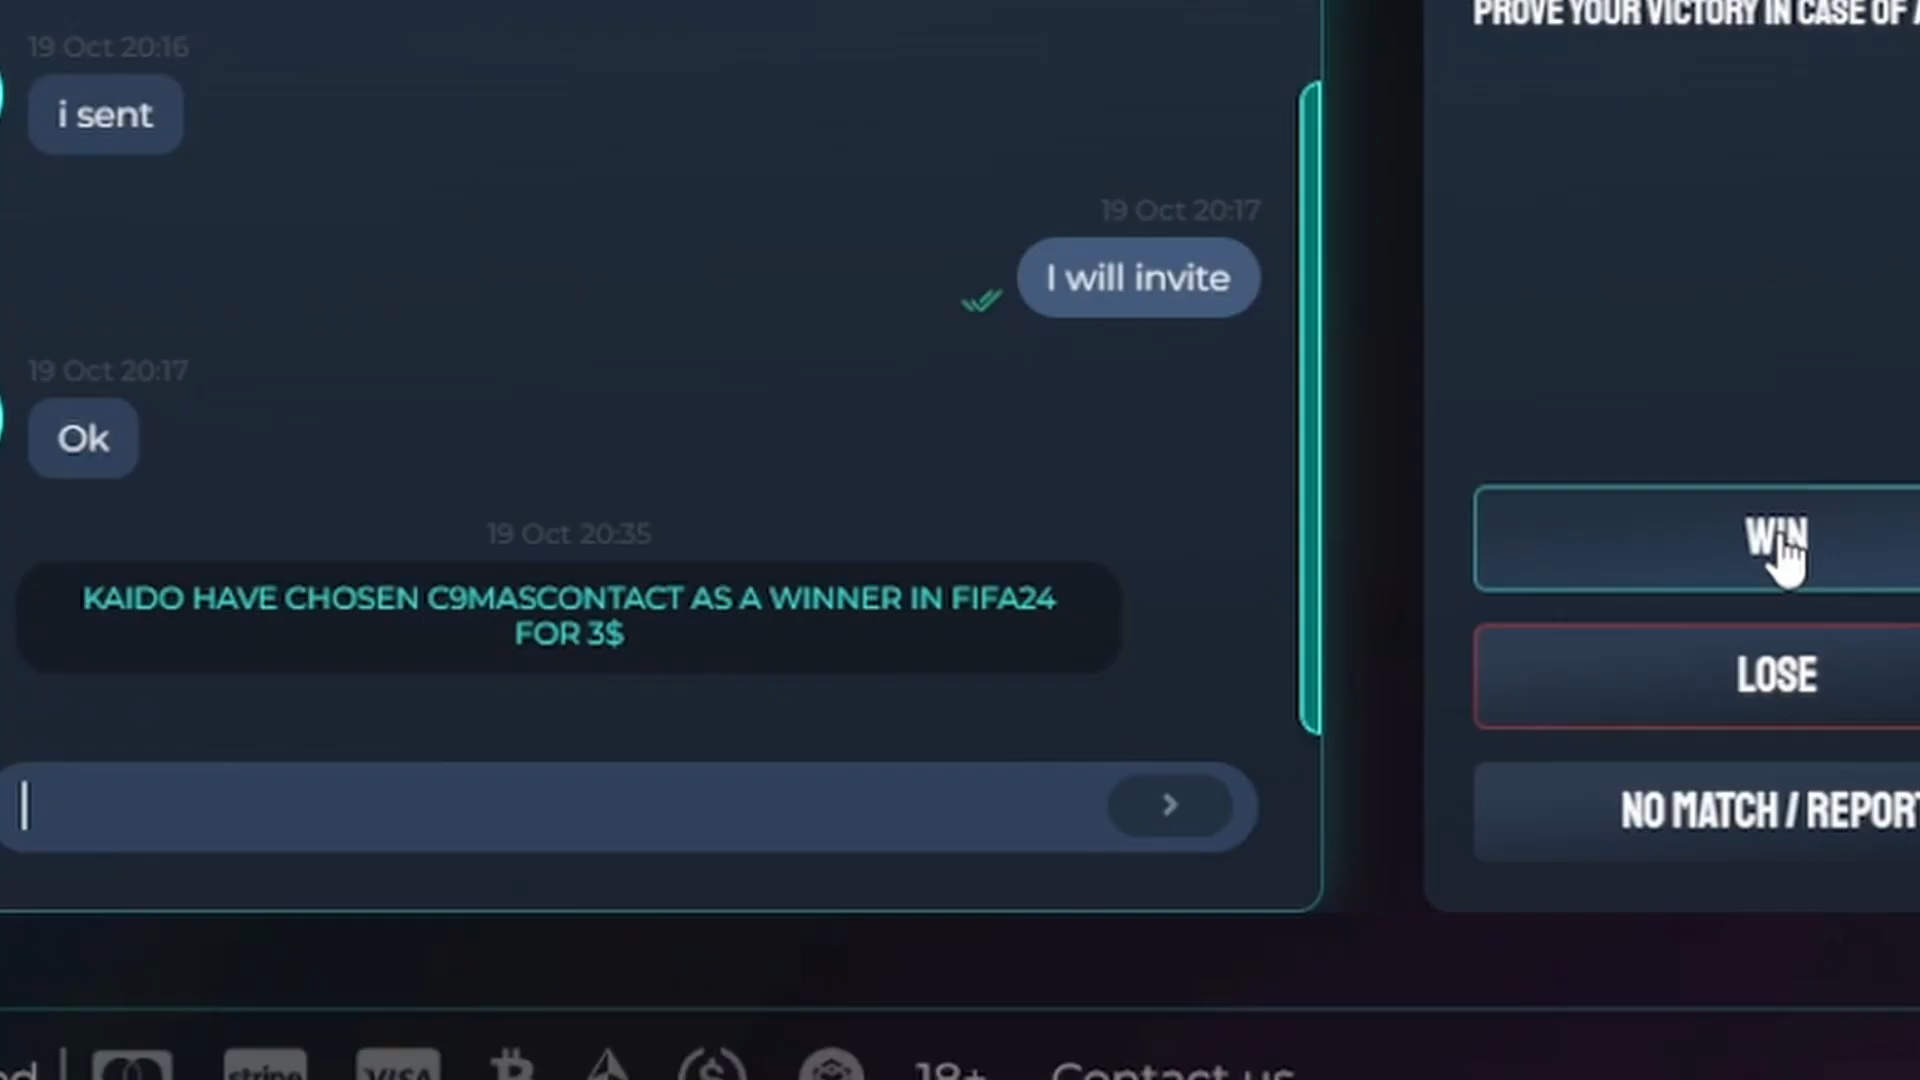 PROVE YOUR VICTORY IN CASE OF
19 Oct 20:16
i sent
19 Oct 20:17
I will invite
19 Oct 20:17
Ok
19 Oct 20:35
KAIDO HAVE CHOSEN C9MASCONTACT AS A WINNER IN FIFA24
FOR 3$
WIN
LOSE
NO MATCH / REPORT
stripe
VISA
18+
Contact us